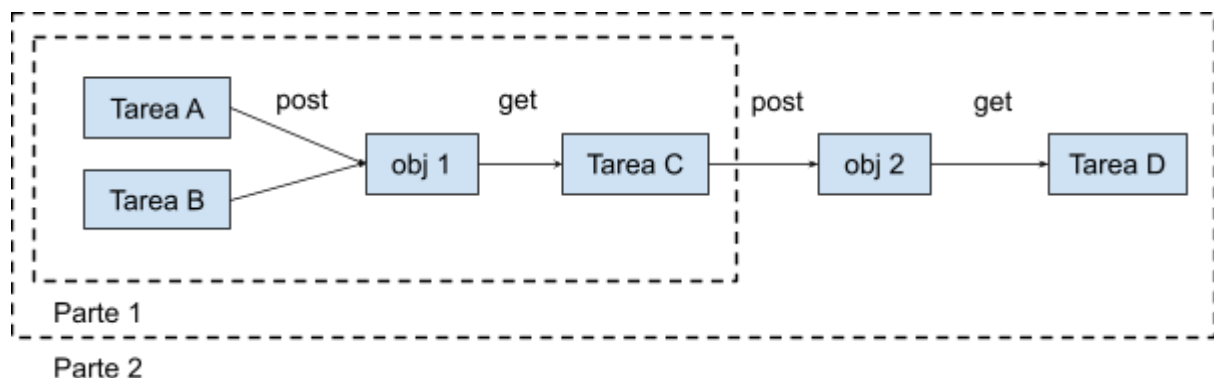 Tarea A
post
get
post
get
obj 1
Tarea C
obj 2
Tarea D
Tarea B
Parte 1
Parte 2